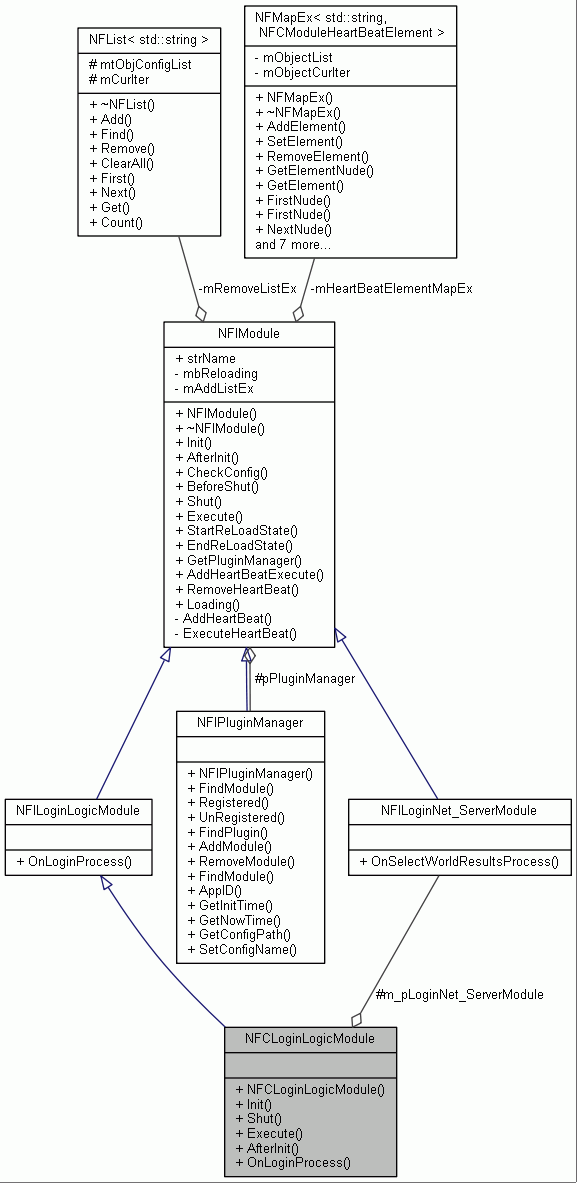 NFList< std::string >
# mtObjConfigList
# mCurIter
+ ~NFList()
+ Add()
+ Find()
+ Remove()
+ ClearAll()
+ First()
+ Next()
+ Get()
+ Count()
NFMapEx< std::string,
NFCModuleHeartBeatElement >
- mObjectList
- mObjectCurIter
+ NFMapEx()
+ ~NFMapEx()
+ AddElement()
+ SetElement()
+ RemoveElement()
+ GetElementNude()
+ GetElement()
+ FirstNude()
+ FirstNude()
+ NextNude()
and 7 more...
-mRemoveListEx
-mHeartBeatElementMapEx
NFIModule
+ strName
- mbReloading
- mAddListEx
+ NFIModule()
+ ~NFIModule()
+ Init()
+ AfterInit()
+ CheckConfig()
+ BeforeShut()
+ Shut()
+ Execute()
+ StartReLoadState()
+ EndReLoadState()
+ GetPluginManager()
+ AddHeartBeatExecute()
+ RemoveHeartBeat()
+ Loading()
- AddHeartBeat()
- ExecuteHeartBeat()
#pPluginManager
NFIPluginManager
+ NFIPluginManager()
+ FindModule()
+ Registered()
+ UnRegistered()
+ FindPlugin()
+ AddModule()
+ RemoveModule()
+ FindModule()
+ AppID()
+ GetInitTime()
+ GetNowTime()
+ GetConfigPath()
+ SetConfigName()
NFILoginLogicModule
+ OnLoginProcess()
NFILoginNet_ServerModule
+ OnSelectWorldResultsProcess()
#m_pLoginNet_ServerModule
NFCLoginLogicModule
+ NFCLoginLogicModule()
+ Init()
+ Shut()
+ Execute()
+ AfterInit()
+ OnLoginProcess()